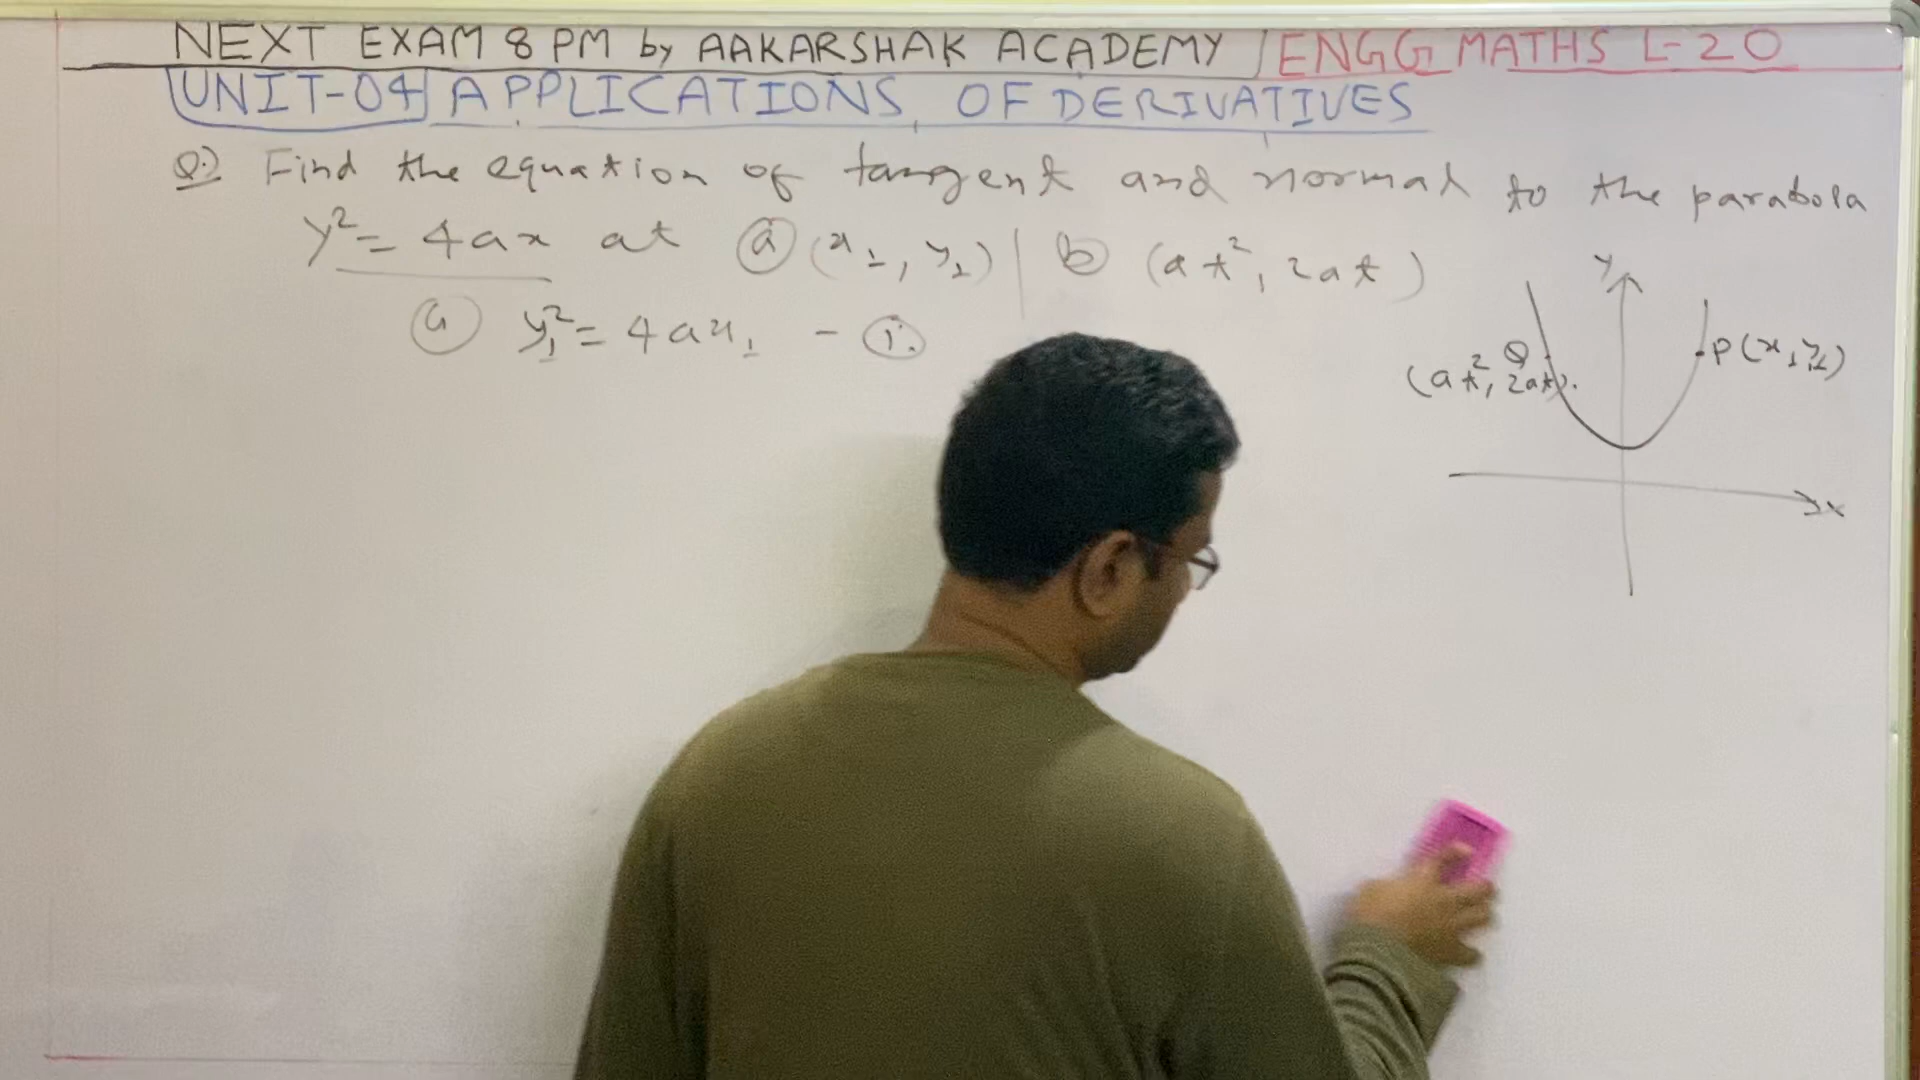 NEXT EXAM 8 PM by AAKARSHAK ACADEMY | ENGG MATHS L-20
UNIT-04 APPLICATIONS OF DERIVATIVES
Q.) Find the equation of tangent and normal to the parabola
y² = 4ax at ⓐ (x₁, y₁) | ⓑ (at², 2at)
ⓐ y₁² = 4ax₁ - ⓘ
y
Q
(at², 2at).
P(x₁, y₁)
x